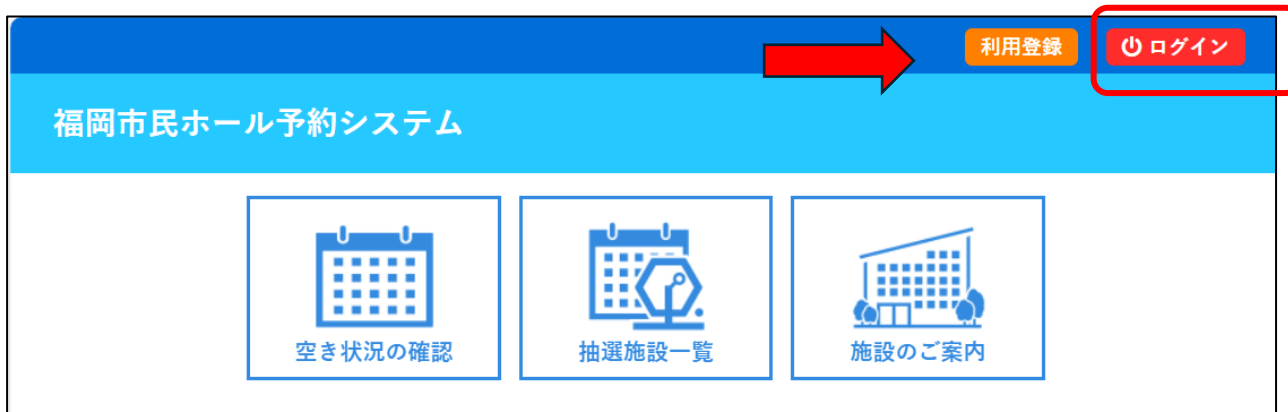 利用登録
ログイン
福岡市民ホール予約システム
空き状況の確認
抽選施設一覧
施設のご案内